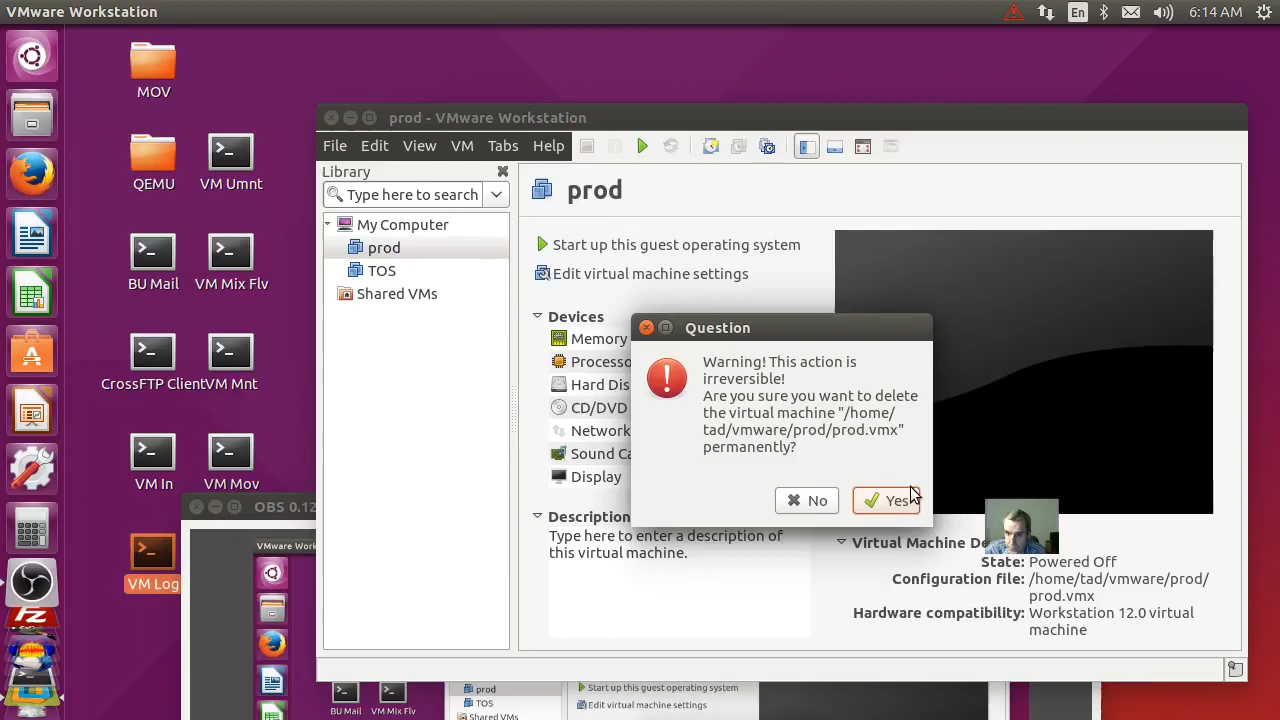 VMware Workstation
En
6:14 AM
MOV
QEMU
VM Umnt
BU Mail
VM Mix Flv
CrossFTP Client
VM Mnt
VM In
VM Mov
VM Log
OBS 0.12
VMware Work
BU Mail
VM Mix Flv
prod - VMware Workstation
File Edit View VM Tabs Help
Library
Type here to search
My Computer
prod
TOS
Shared VMs
prod
Start up this guest operating system
Edit virtual machine settings
Devices
Memory
Processo
Hard Dis
CD/DVD
Network
Sound Ca
Display
Description
Type here to enter a description of
this virtual machine.
Question
Warning! This action is
irreversible!
Are you sure you want to delete
the virtual machine "/home/
tad/vmware/prod/prod.vmx"
permanently?
No
Yes
Virtual Machine De
State: Powered Off
Configuration file: /home/tad/vmware/prod/
prod.vmx
Hardware compatibility: Workstation 12.0 virtual
machine
prod
TOS
Shared VMs
Start up this guest operating system
Edit virtual machine settings